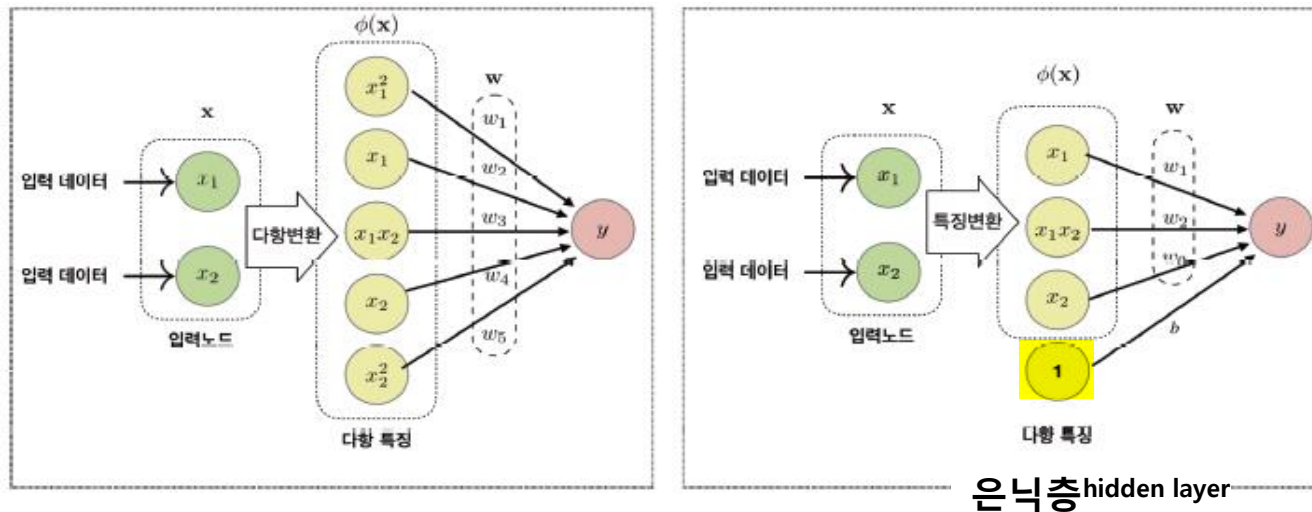 ϕ(x)
x
w
입력 네이터
x₁
다항변환
x₁²
w₁
x₁
w₂
x₁x₂
w₃
y
입력 데이터
x₂
x₂
w₄
x₂²
w₅
입력노드
다항 특징
ϕ(x)
x
w
입력 데이터
x₁
특징변환
x₁
w₁
x₁x₂
w₂
y
입력 데이터
x₂
x₂
b
입력노드
1
다향 특징
은닉층hidden layer